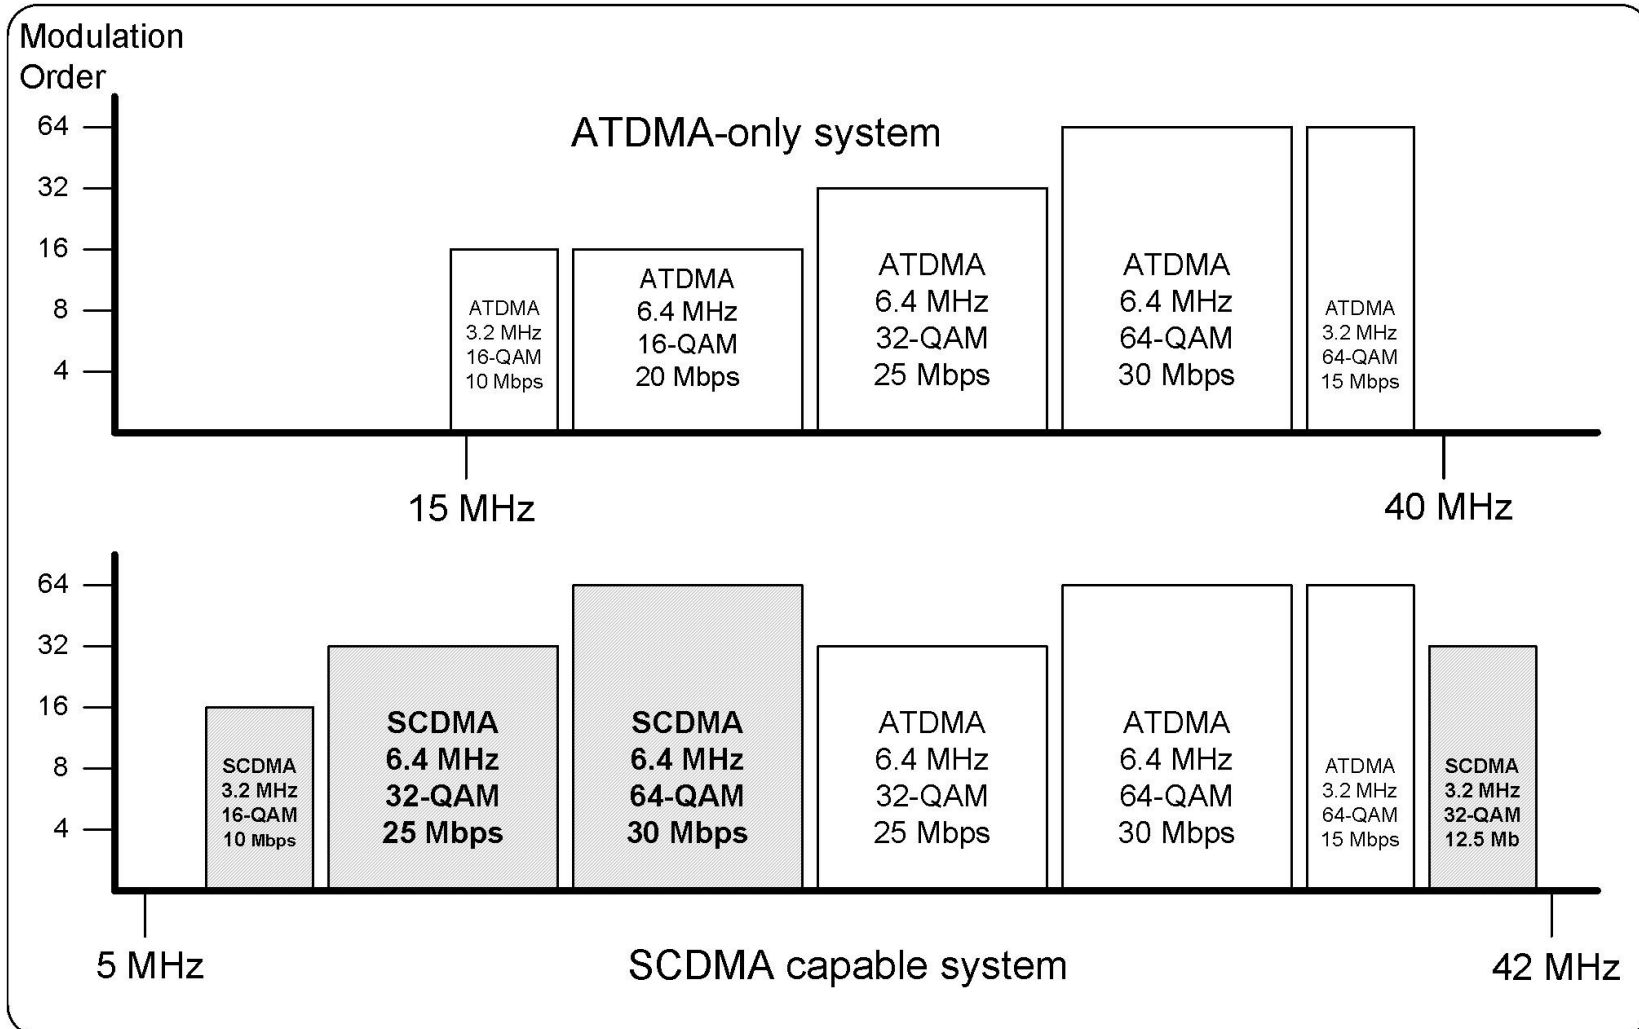 Modulation
Order
ATDMA-only system
64
32
16
8
4
ATDMA
3.2 MHz
16-QAM
10 Mbps
ATDMA
6.4 MHz
16-QAM
20 Mbps
ATDMA
6.4 MHz
32-QAM
25 Mbps
ATDMA
6.4 MHz
64-QAM
30 Mbps
ATDMA
3.2 MHz
64-QAM
15 Mbps
15 MHz
40 MHz
64
32
16
8
4
SCDMA
3.2 MHz
16-QAM
10 Mbps
SCDMA
6.4 MHz
32-QAM
25 Mbps
SCDMA
6.4 MHz
64-QAM
30 Mbps
ATDMA
6.4 MHz
32-QAM
25 Mbps
ATDMA
6.4 MHz
64-QAM
30 Mbps
ATDMA
3.2 MHz
64-QAM
15 Mbps
SCDMA
3.2 MHz
32-QAM
12.5 Mb
5 MHz
SCDMA capable system
42 MHz